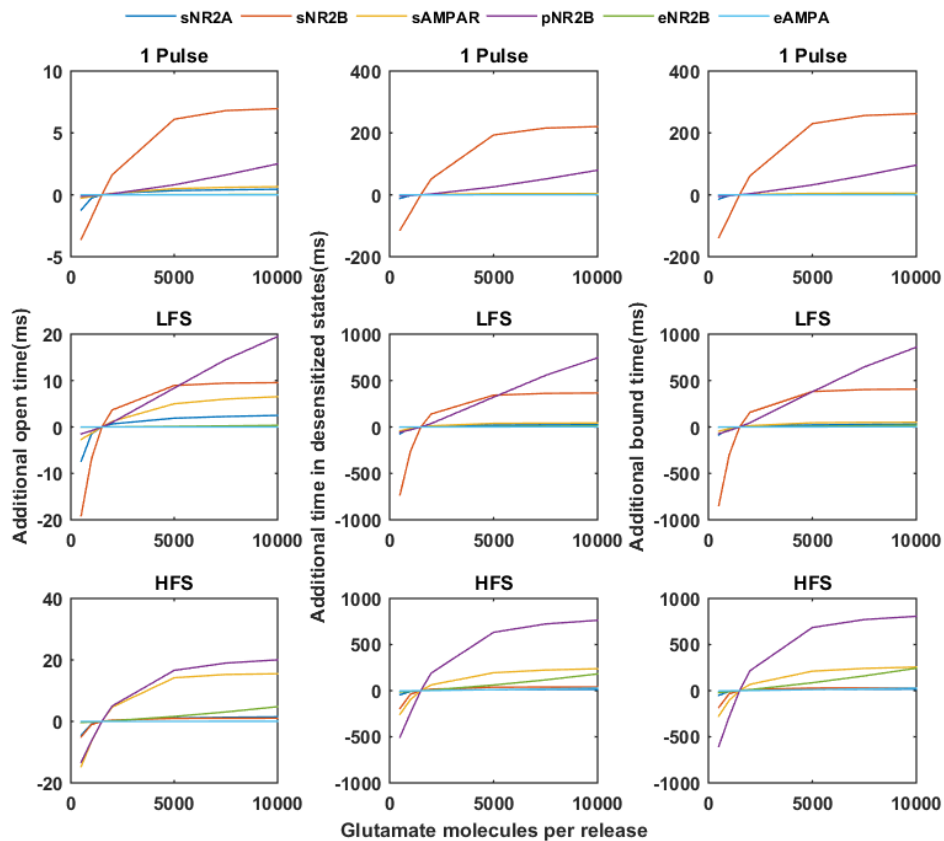 sNR2A sNR2B sAMPAR pNR2B eNR2B eAMPA
1 Pulse 1 Pulse 1 Pulse
10 400 400
5 200 200
0 0 0
-5 -200 -200
0 5000 10000 0 5000 10000 0 5000 10000
Additional open time(ms)
Additional time in desensitized states(ms)
Additional bound time(ms)
LFS LFS LFS
20 1000 1000
10 500 500
0 0 0
-10 -500 -500
-20 -1000 -1000
0 5000 10000 0 5000 10000 0 5000 10000
HFS HFS HFS
40 1000 1000
20 500 500
0 0 0
-500 -500
-20 -1000 -1000
0 5000 10000 0 5000 10000 0 5000 10000
Glutamate molecules per release